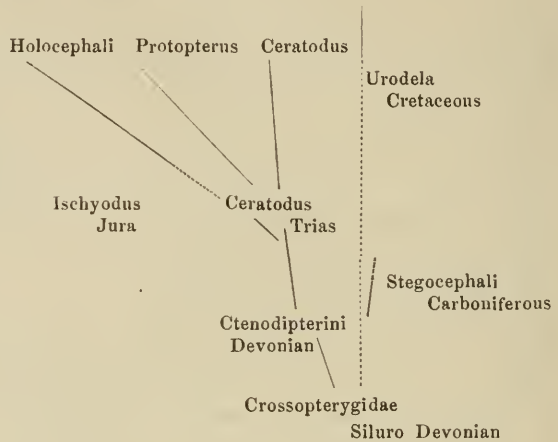 Holocephali Protopterus Ceratodus
Urodela
Cretaceous
Ischyodus
Jura
Ceratodus
Trias
Stegocephali
Carboniferous
Ctenodipterini
Devonian
Crossopterygidae
Siluro Devonian